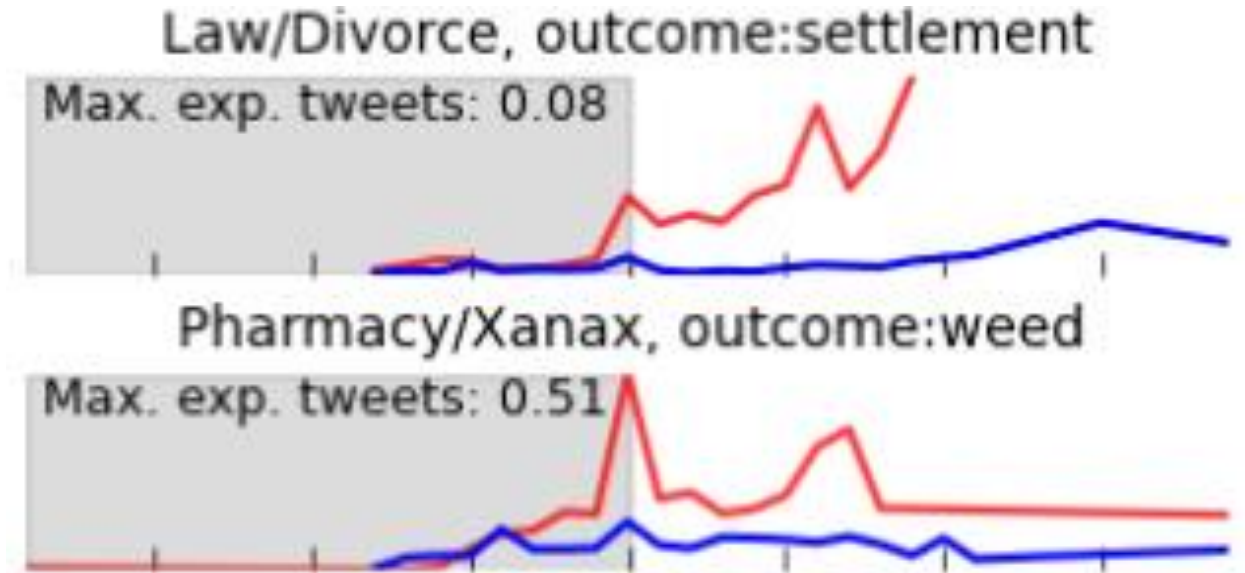 Law/Divorce, outcome:settlement
Max. exp. tweets: 0.08
Pharmacy/Xanax, outcome:weed
Max. exp. tweets: 0.51